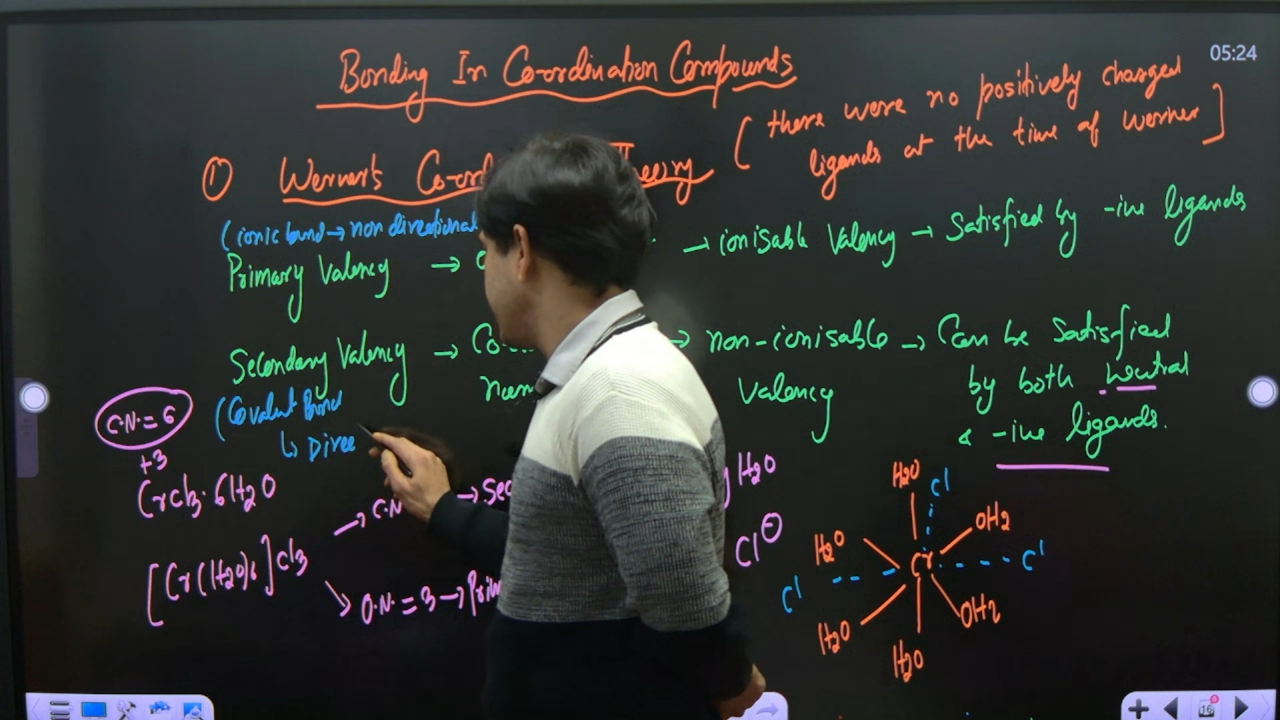 05:24
Bonding In Co-ordination Compounds
① Werner's Co-ord Theory [ there were no positively charged
ligands at the time of werner ]
(ionic bond → non directional
Primary Valency → → ionisable Valency → Satisfied by -ive ligands
Secondary Valency → Co → non-ionisable → Can be Satisfied
valency by both Neutral
& -ive ligands.
(Covalent Bond
↳ Direc
C.N. = 6
+3
CrCl3·6H2O
[Cr(H2O)6]Cl3
→ C.N → Sec H2O
Cl⊖
→ O.N. = 3 → Prim
H2O
Cl
H2O
OH2
Cr
Cl
Cl
H2O
OH2
H2O
16